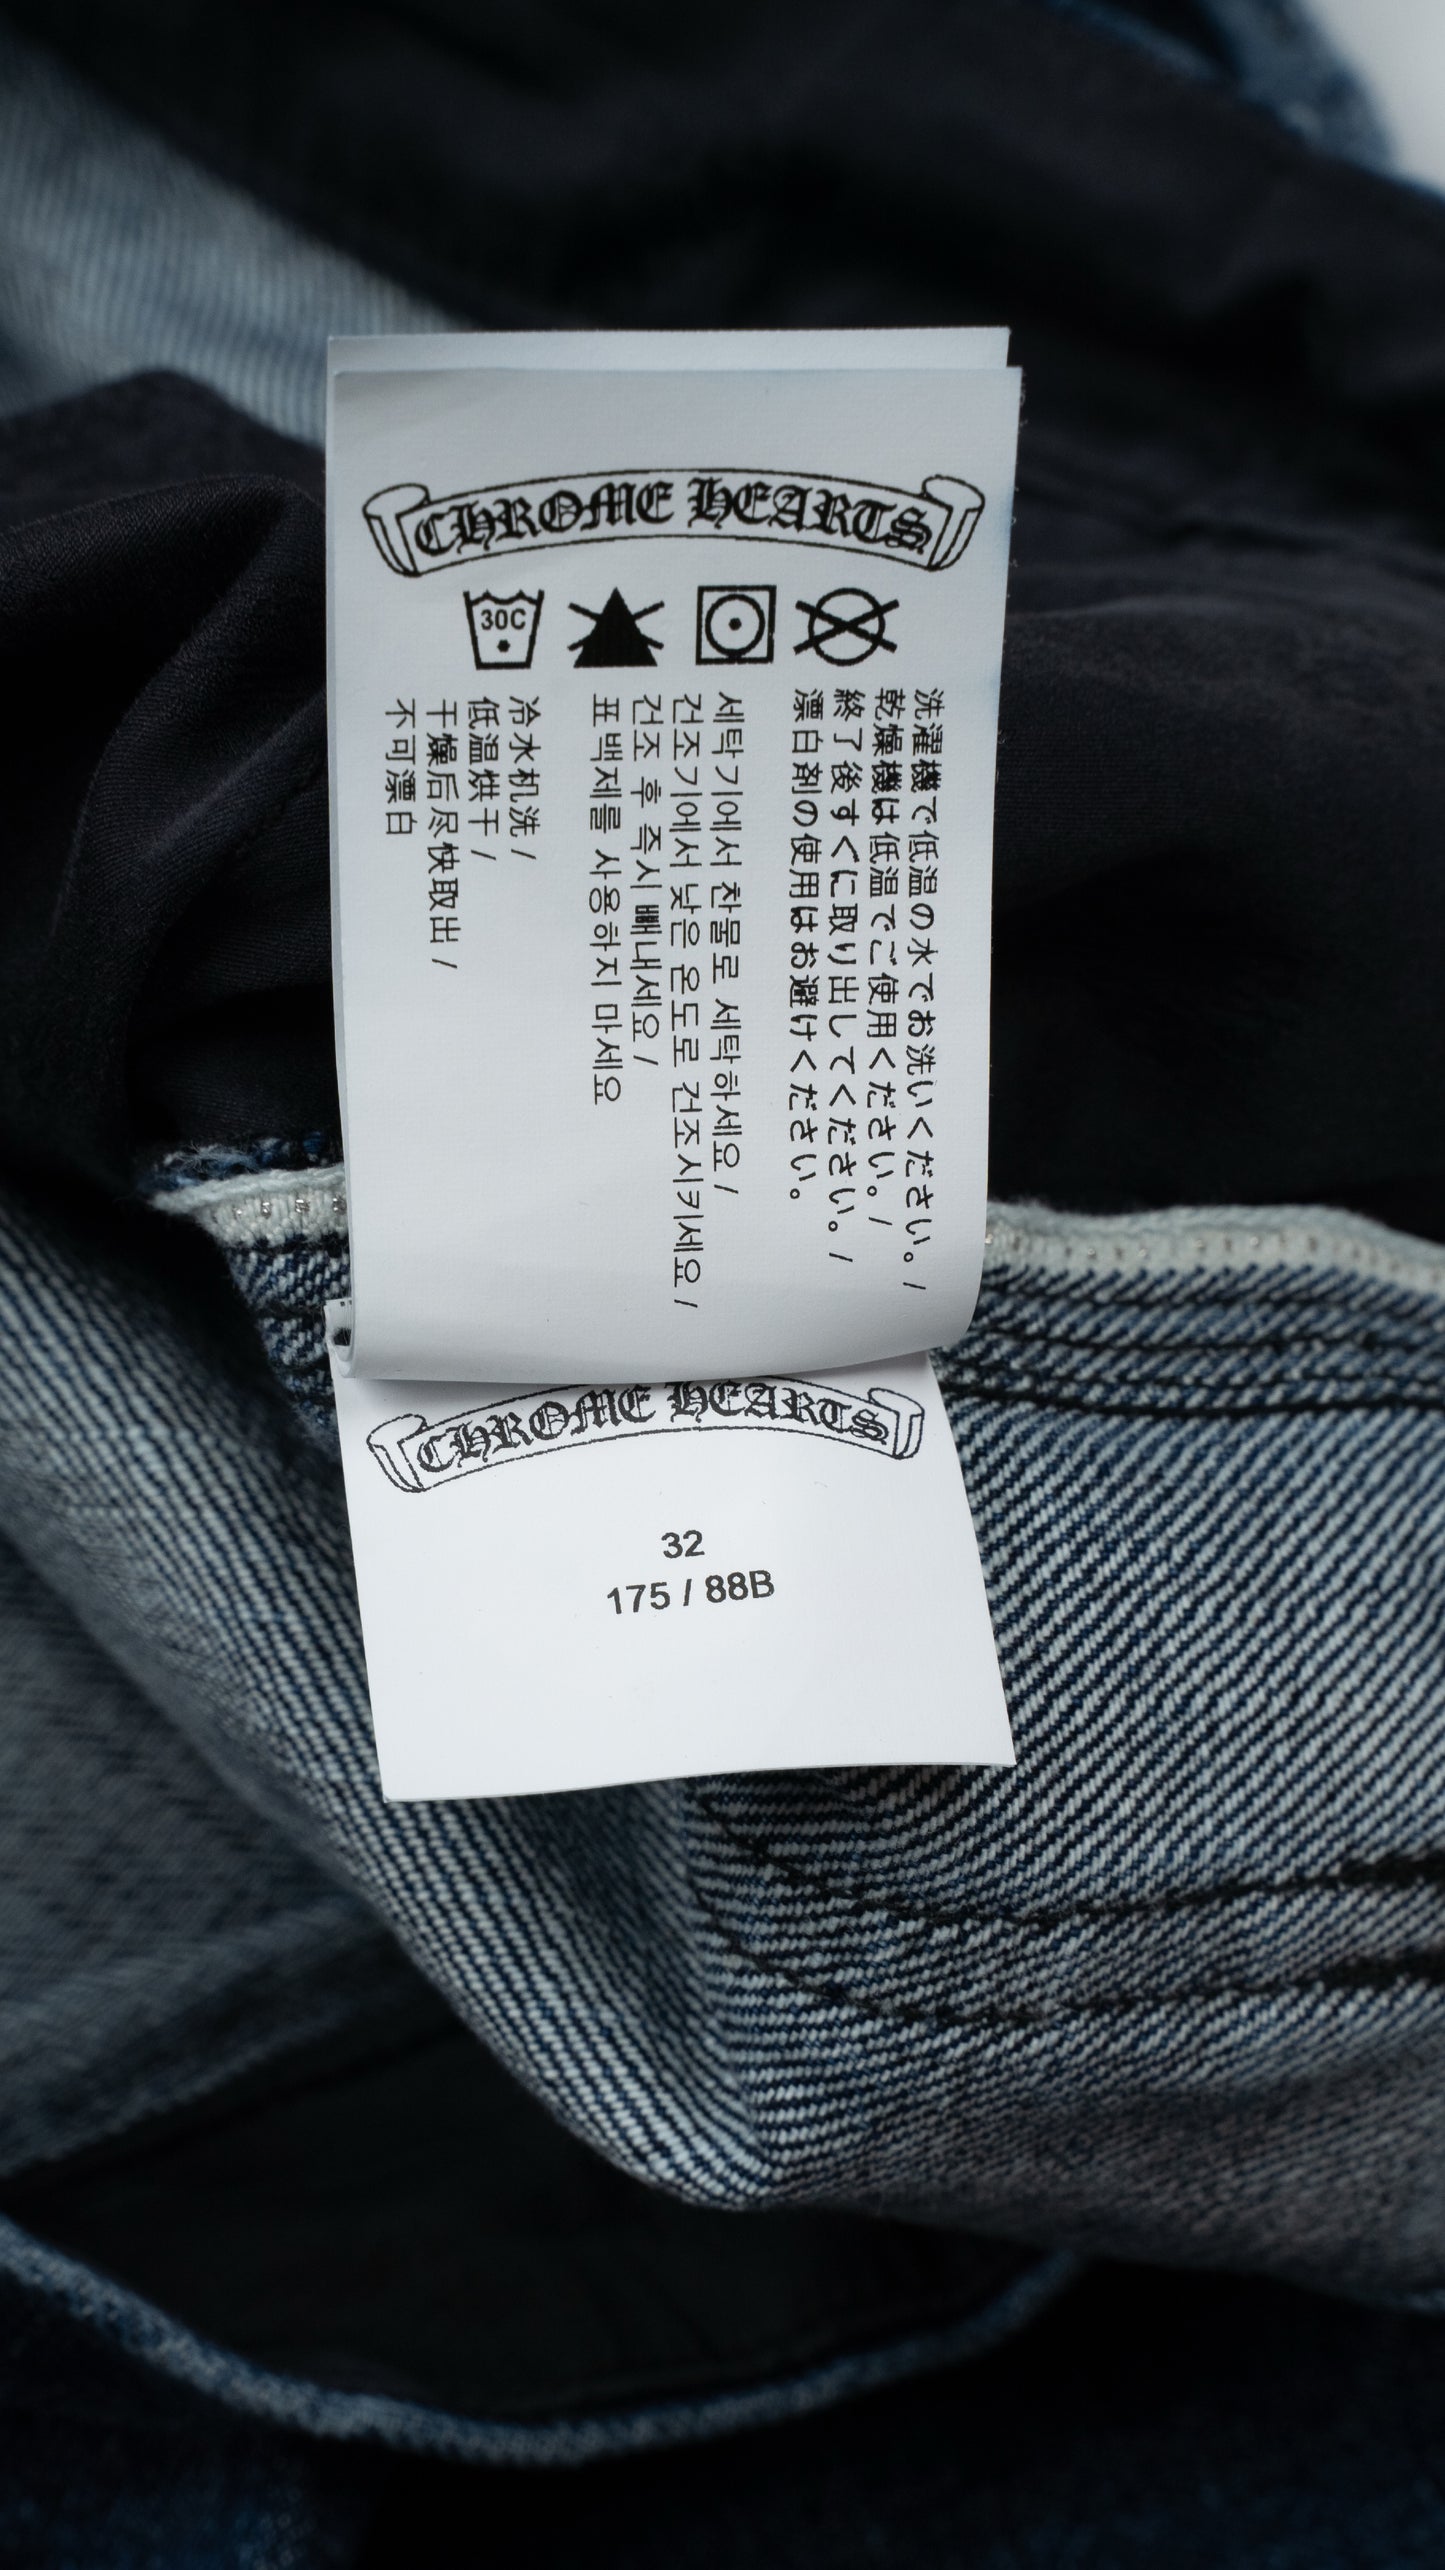 CHROME HEARTS
30C
洗濯機で低温の水でお洗いください。/
乾燥機は低温でご使用ください。/
終了後すぐに取り出してください。/
漂白剤の使用はお避けください。
세탁기에서 찬물로 세탁하세요 /
건조기에서 낮은 온도로 건조시키세요 /
건조 후 즉시 빼내세요 /
표백제를 사용하지 마세요
冷水机洗 /
低温烘干 /
干燥后尽快取出 /
不可漂白
CHROME HEARTS
32
175 / 88B